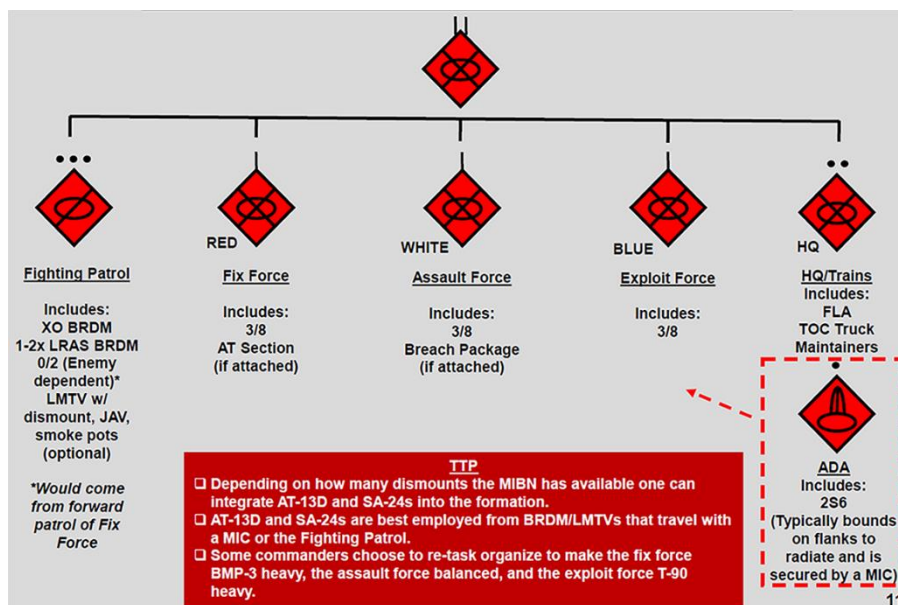 RED
WHITE
BLUE
HQ
Fighting Patrol
Includes:
XO BRDM
1-2x LRAS BRDM
0/2 (Enemy
dependent)*
LMTV w/
dismount, JAV,
smoke pots
(optional)
*Would come
from forward
patrol of Fix
Force
Fix Force
Includes:
3/8
AT Section
(if attached)
Assault Force
Includes:
3/8
Breach Package
(if attached)
Exploit Force
Includes:
3/8
HQ/Trains
Includes:
FLA
TOC Truck
Maintainers
ADA
Includes:
2S6
(Typically bounds
on flanks to
radiate and is
secured by a MIC)
TTP
❑ Depending on how many dismounts the MIBN has available one can
integrate AT-13D and SA-24s into the formation.
❑ AT-13D and SA-24s are best employed from BRDM/LMTVs that travel with
a MIC or the Fighting Patrol.
❑ Some commanders choose to re-task organize to make the fix force
BMP-3 heavy, the assault force balanced, and the exploit force T-90
heavy.